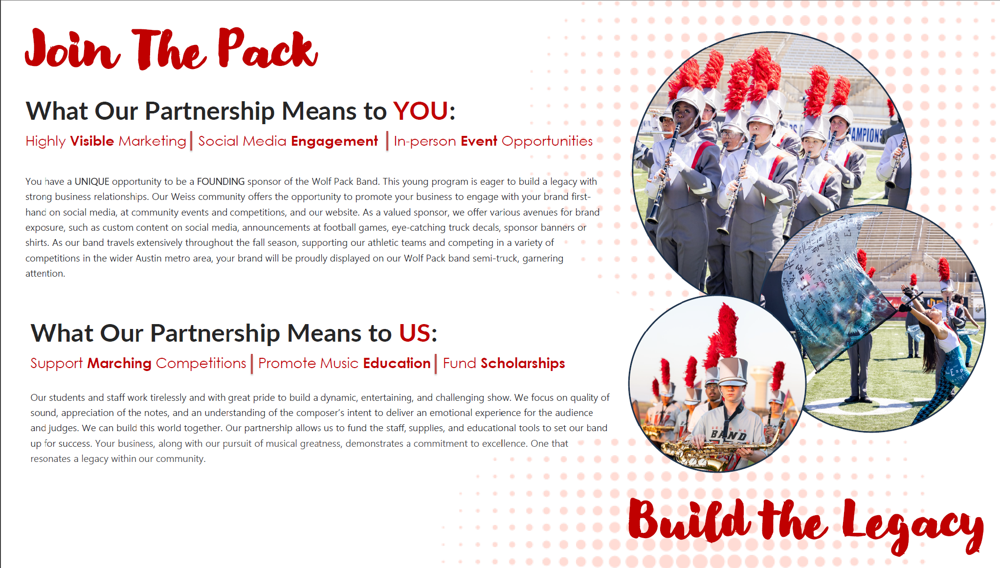 Join The Pack
What Our Partnership Means to YOU:
Highly Visible Marketing | Social Media Engagement | In-person Event Opportunities
You have a UNIQUE opportunity to be a FOUNDING sponsor of the Wolf Pack Band. This young program is eager to build a legacy with
strong business relationships. Our Weiss community offers the opportunity to promote your business to engage with your brand first-
hand on social media, at community events and competitions, and our website. As a valued sponsor, we offer various avenues for brand
exposure, such as custom content on social media, announcements at football games, eye-catching truck decals, sponsor banners or
shirts. As our band travels extensively throughout the fall season, supporting our athletic teams and competing in a variety of
competitions in the wider Austin metro area, your brand will be proudly displayed on our Wolf Pack band semi-truck, garnering
attention.
What Our Partnership Means to US:
Support Marching Competitions | Promote Music Education | Fund Scholarships
Our students and staff work tirelessly and with great pride to build a dynamic, entertaining, and challenging show. We focus on quality of
sound, appreciation of the notes, and an understanding of the composer's intent to deliver an emotional experience for the audience
and judges. We can build this world together. Our partnership allows us to fund the staff, supplies, and educational tools to set our band
up for success. Your business, along with our pursuit of musical greatness, demonstrates a commitment to excellence. One that
resonates a legacy within our community.
AMPIONS
E=mc²
WEISS HS
BAND
Build the Legacy